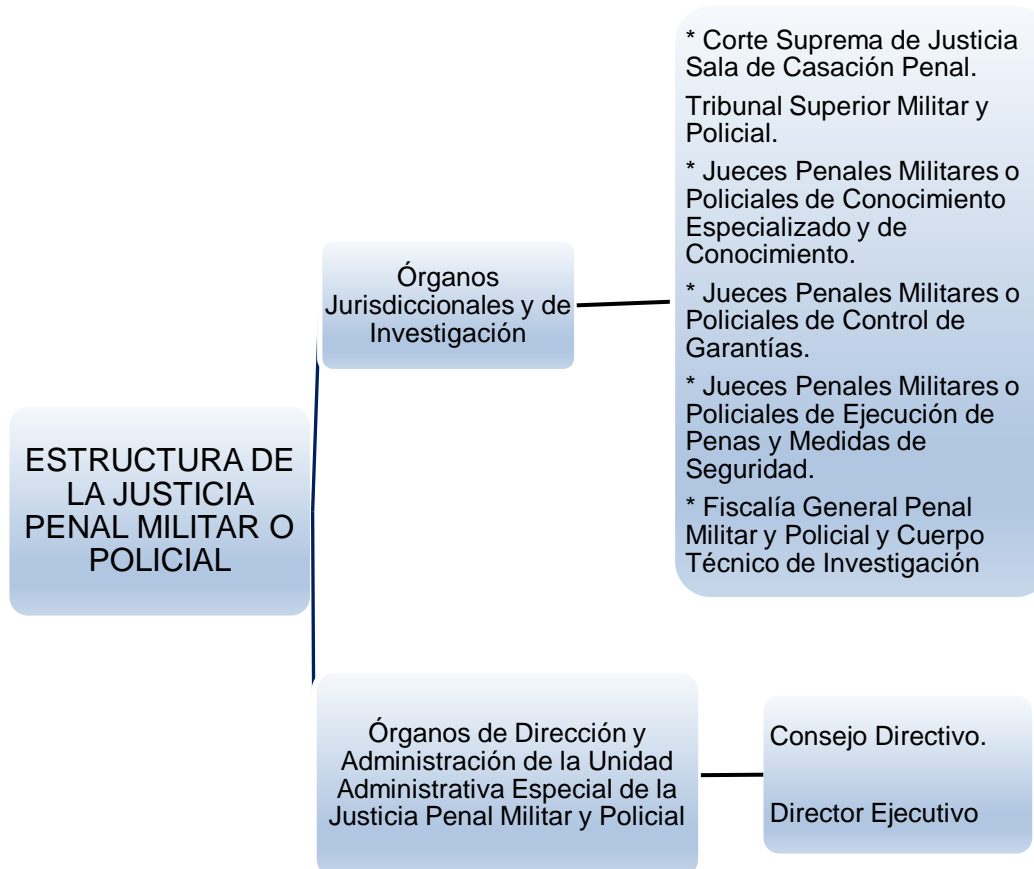 ESTRUCTURA DE
LA JUSTICIA
PENAL MILITAR O
POLICIAL
Órganos
Jurisdiccionales y de
Investigación
* Corte Suprema de Justicia
Sala de Casación Penal.
Tribunal Superior Militar y
Policial.
* Jueces Penales Militares o
Policiales de Conocimiento
Especializado y de
Conocimiento.
* Jueces Penales Militares o
Policiales de Control de
Garantías.
* Jueces Penales Militares o
Policiales de Ejecución de
Penas y Medidas de
Seguridad.
* Fiscalía General Penal
Militar y Policial y Cuerpo
Técnico de Investigación
Órganos de Dirección y
Administración de la Unidad
Administrativa Especial de la
Justicia Penal Militar y Policial
Consejo Directivo.
Director Ejecutivo